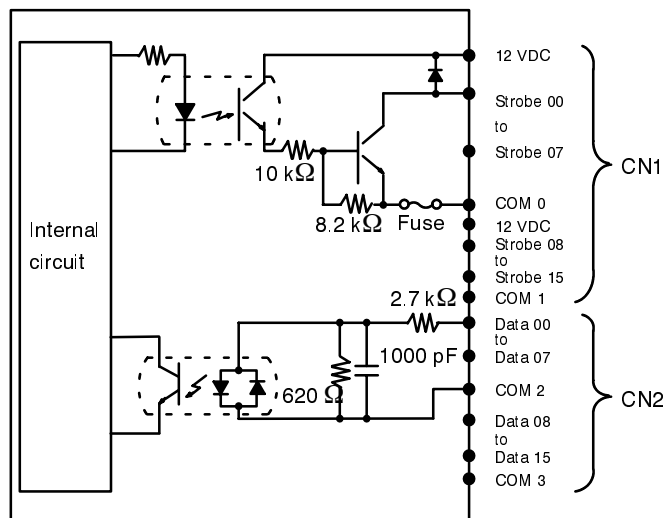 12 VDC
Strobe 00
to
Strobe 07
CN1
10 kΩ
COM 0
8.2 kΩ
Fuse
12 VDC
Internal
circuit
Strobe 08
to
Strobe 15
2.7 kΩ
COM 1
Data 00
to
Data 07
1000 pF
620 Ω
COM 2
CN2
Data 08
to
Data 15
COM 3